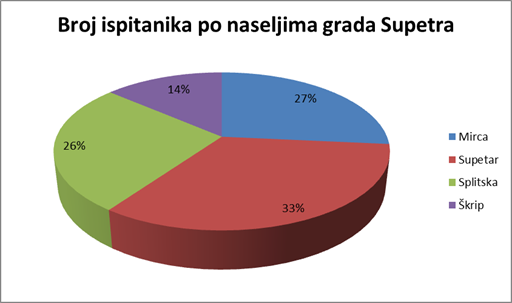 Broj ispitanika po naseljima grada Supetra
14%
27%
26%
33%
Mirca
Supetar
Splitska
Škrip